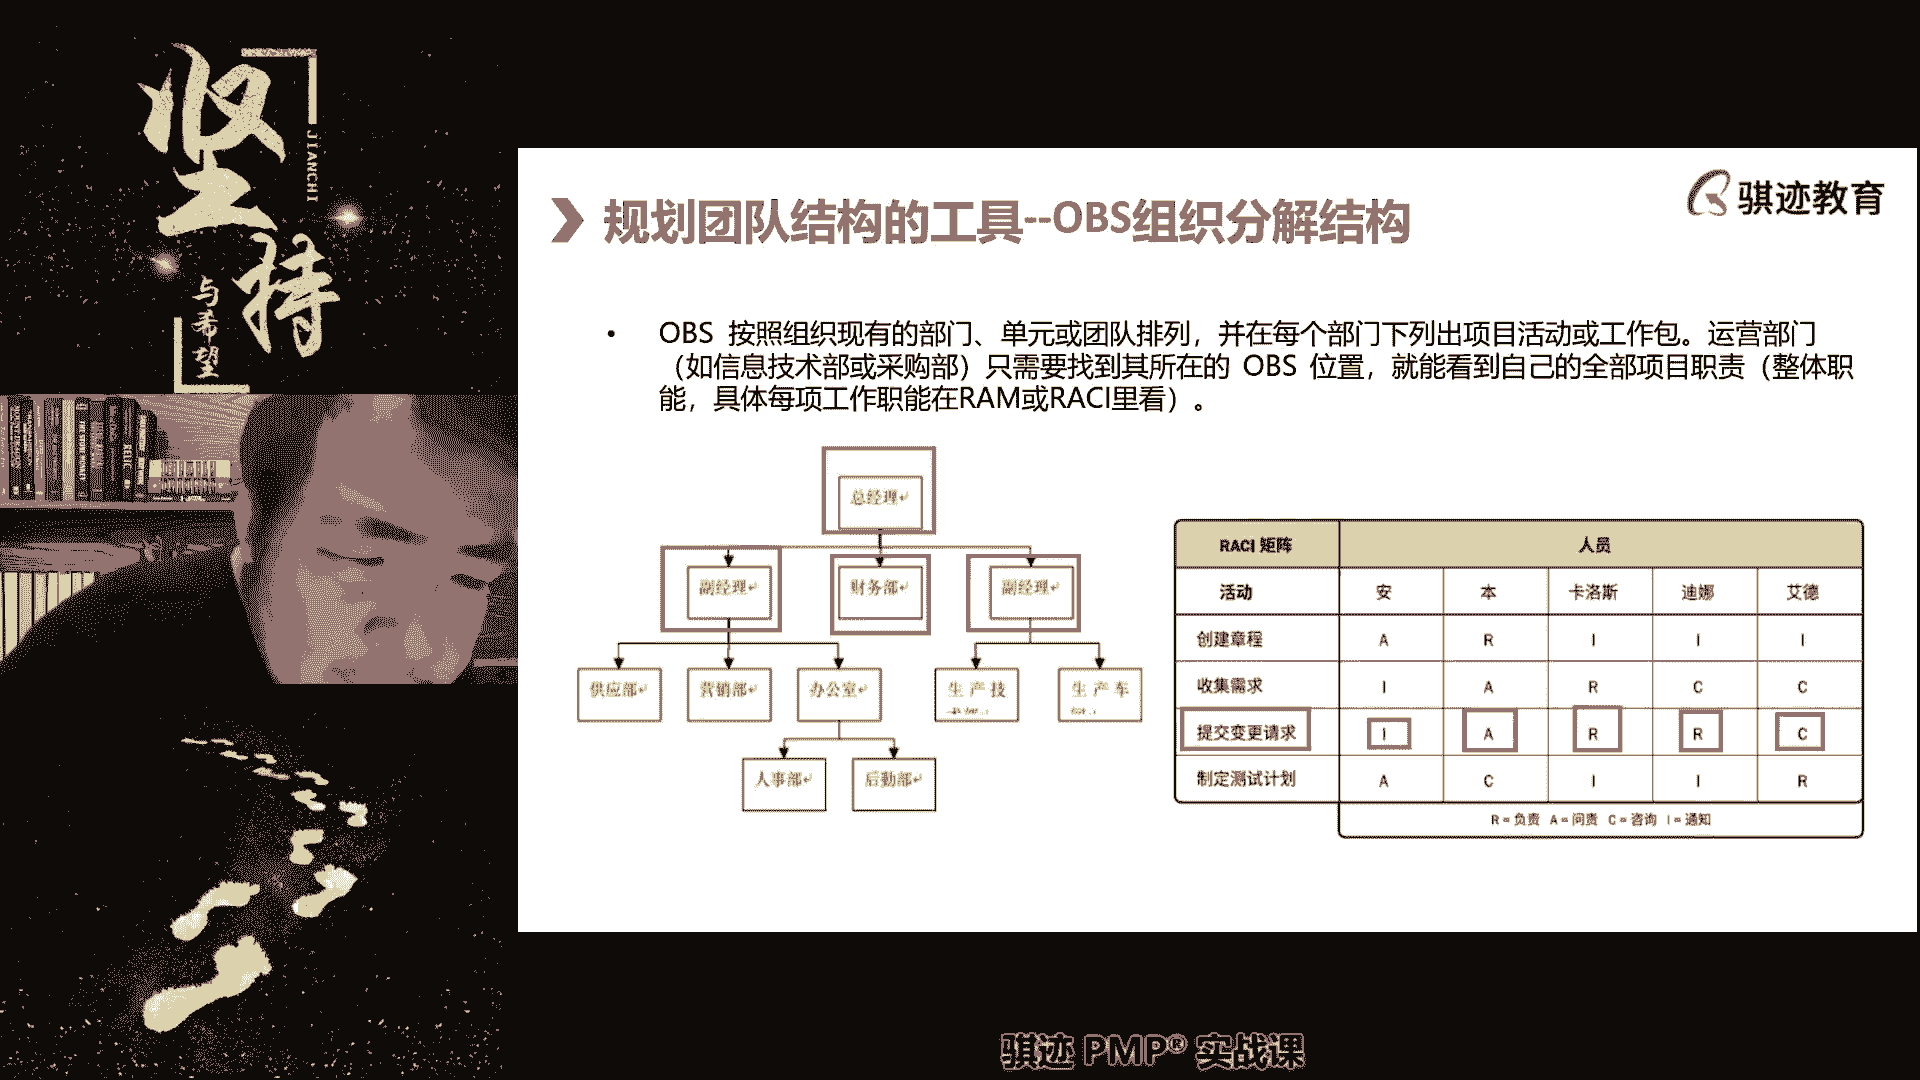 坚持
JIANCHI
与希望
规划团队结构的工具--OBS组织分解结构
骐迹教育
• OBS 按照组织现有的部门、单元或团队排列，并在每个部门下列出项目活动或工作包。运营部门
（如信息技术部或采购部）只需要找到其所在的 OBS 位置，就能看到自己的全部项目职责（整体职
能，具体每项工作职能在RAM或RACI里看）。
总经理
副经理 财务部 副经理
供应部 营销部 办公室 生产技 生产车
人事部 后勤部
RACI 矩阵 人员
活动 安 本 卡洛斯 迪娜 艾德
创建章程 A R I I I
收集需求 I A R C C
提交变更请求 I A R R C
制定测试计划 A C I I R
R = 负责 A = 问责 C = 咨询 I = 通知
骐迹 PMP® 实战课